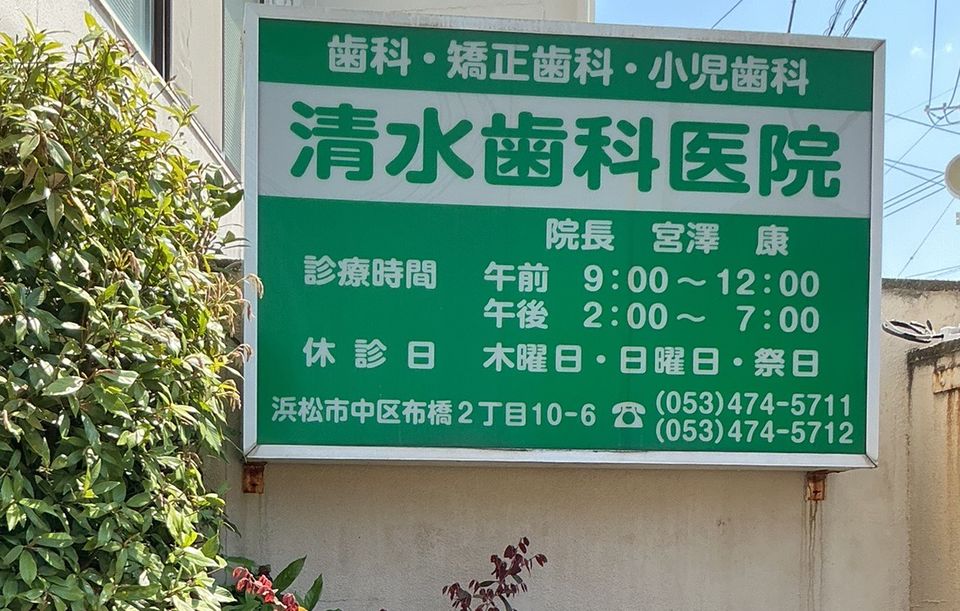 歯科・矯正歯科・小児歯科
清水歯科医院
院長 宮澤 康
診療時間 午前 9:00～12:00
午後 2:00～ 7:00
休診日 木曜日・日曜日・祭日
浜松市中区布橋2丁目10-6 ☎ (053)474-5711
(053)474-5712